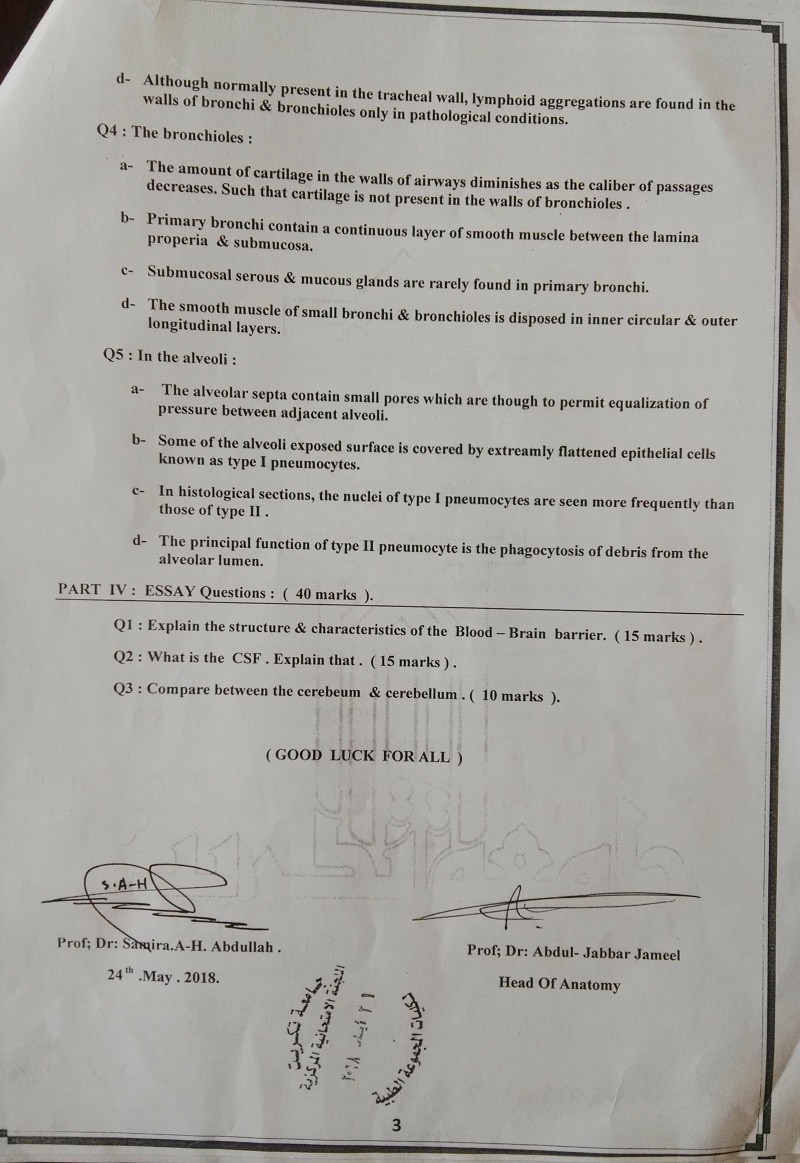 d- Although normally present in the tracheal wall, lymphoid aggregations are found in the
walls of bronchi & bronchioles only in pathological conditions.
Q4 : The bronchioles :
a- The amount of cartilage in the walls of airways diminishes as the caliber of passages
decreases. Such that cartilage is not present in the walls of bronchioles .
b- Primary bronchi contain a continuous layer of smooth muscle between the lamina
properia & submucosa.
c- Submucosal serous & mucous glands are rarely found in primary bronchi.
d- The smooth muscle of small bronchi & bronchioles is disposed in inner circular & outer
longitudinal layers.
Q5 : In the alveoli :
a- The alveolar septa contain small pores which are though to permit equalization of
pressure between adjacent alveoli.
b- Some of the alveoli exposed surface is covered by extreamly flattened epithelial cells
known as type I pneumocytes.
c- In histological sections, the nuclei of type I pneumocytes are seen more frequently than
those of type II .
d- The principal function of type II pneumocyte is the phagocytosis of debris from the
alveolar lumen.
PART IV : ESSAY Questions : ( 40 marks ).
Q1 : Explain the structure & characteristics of the Blood – Brain barrier. ( 15 marks ) .
Q2 : What is the CSF . Explain that . ( 15 marks ) .
Q3 : Compare between the cerebeum & cerebellum . ( 10 marks ).
( GOOD LUCK FOR ALL )
S.A-H
Prof; Dr: Samira.A-H. Abdullah .
24th .May . 2018.
Prof; Dr: Abdul- Jabbar Jameel
Head Of Anatomy
جامعة تكريت
اللجنة الامتحانية المركزية
كليات المجموعة الطبية
3